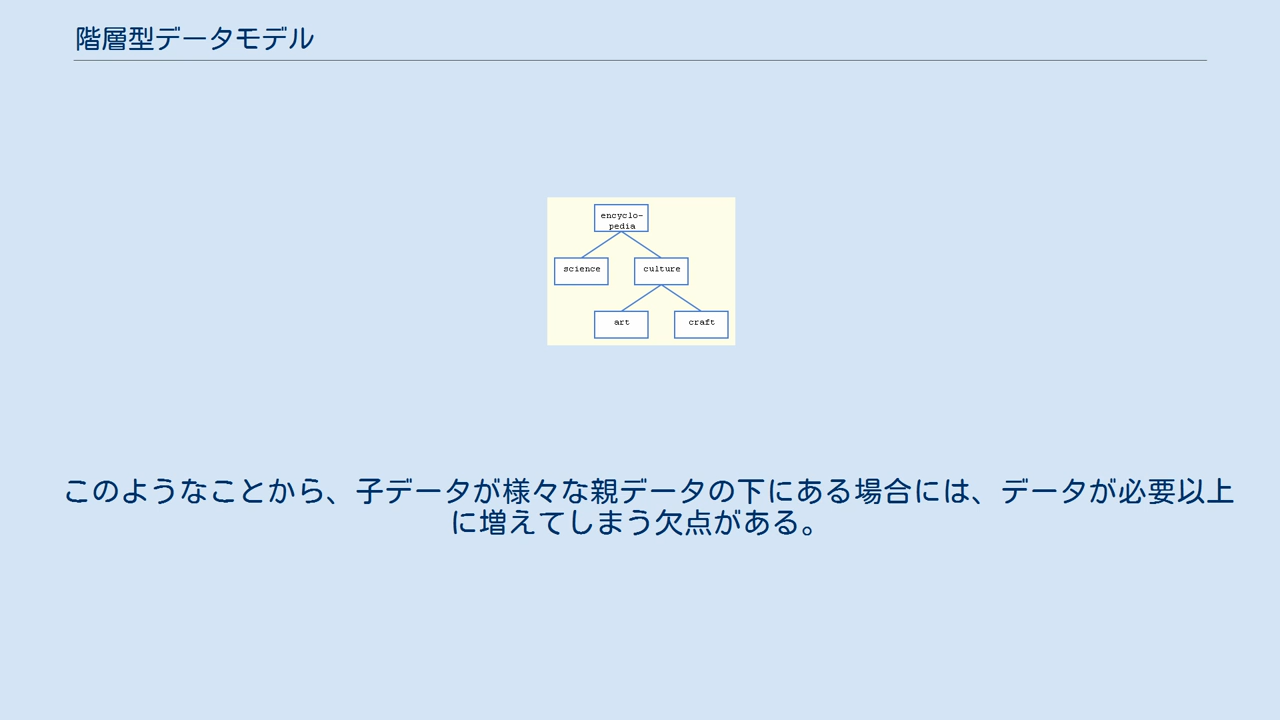 階層型データモデル
encyclo-
pedia
science
culture
art
craft
このようなことから、子データが様々な親データの下にある場合には、データが必要以上
に増えてしまう欠点がある。